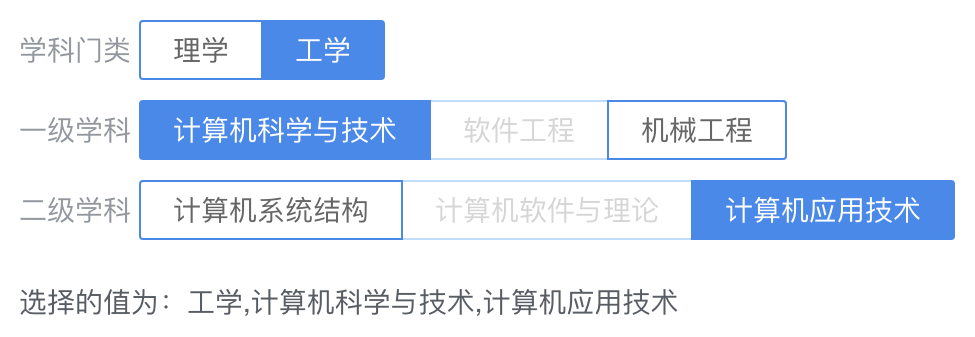 学科门类 理学 工学
一级学科 计算机科学与技术 软件工程 机械工程
二级学科 计算机系统结构 计算机软件与理论 计算机应用技术
选择的值为：工学,计算机科学与技术,计算机应用技术